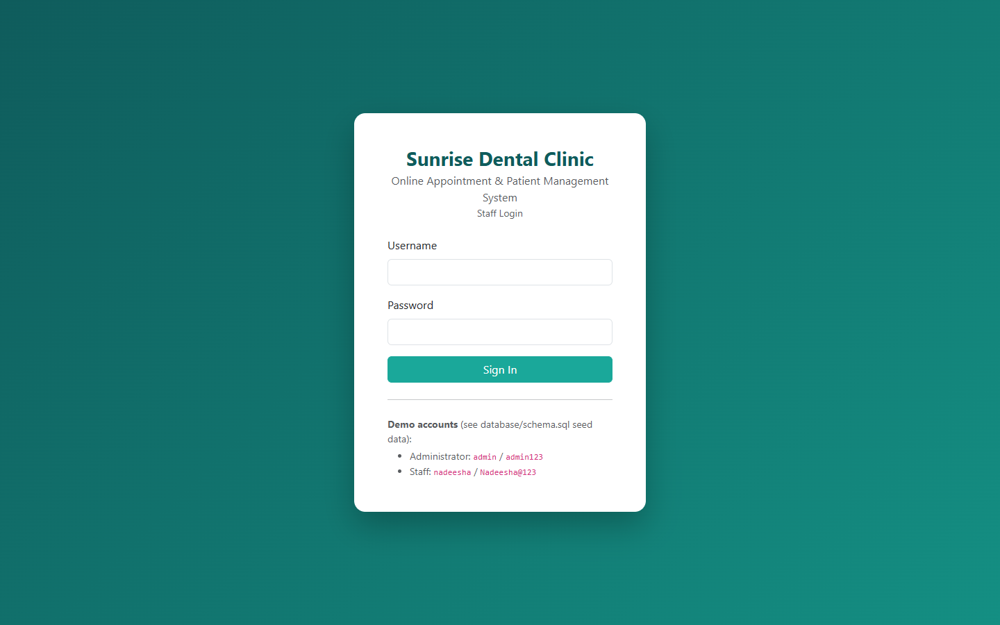 Sunrise Dental Clinic
Online Appointment & Patient Management
System
Staff Login
Username
Password
Sign In
Demo accounts (see database/schema.sql seed
data):
• Administrator: admin / admin123
• Staff: nadeesha / Nadeesha@123